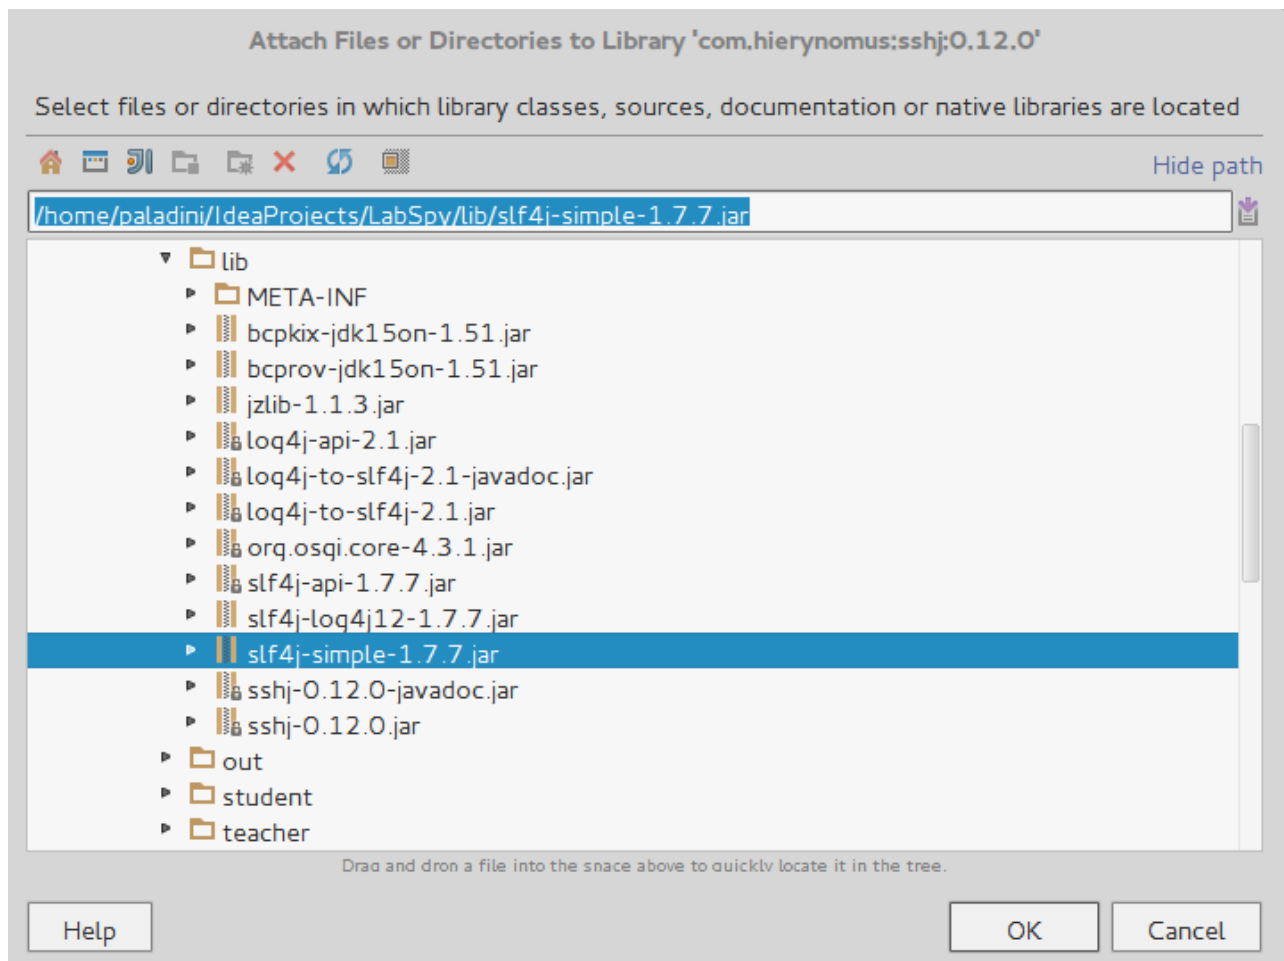 Attach Files or Directories to Library 'com.hierynomus:sshj:0.12.0'
Select files or directories in which library classes, sources, documentation or native libraries are located
Hide path
/home/paladini/IdeaProjects/LabSpy/lib/slf4j-simple-1.7.7.jar
lib
META-INF
bcpkix-jdk15on-1.51.jar
bcprov-jdk15on-1.51.jar
jzlib-1.1.3.jar
log4j-api-2.1.jar
log4j-to-slf4j-2.1-javadoc.jar
log4j-to-slf4j-2.1.jar
org.osgi.core-4.3.1.jar
slf4j-api-1.7.7.jar
slf4j-log4j12-1.7.7.jar
slf4j-simple-1.7.7.jar
sshj-0.12.0-javadoc.jar
sshj-0.12.0.jar
out
student
teacher
Drag and drop a file into the space above to quickly locate it in the tree.
Help
OK
Cancel